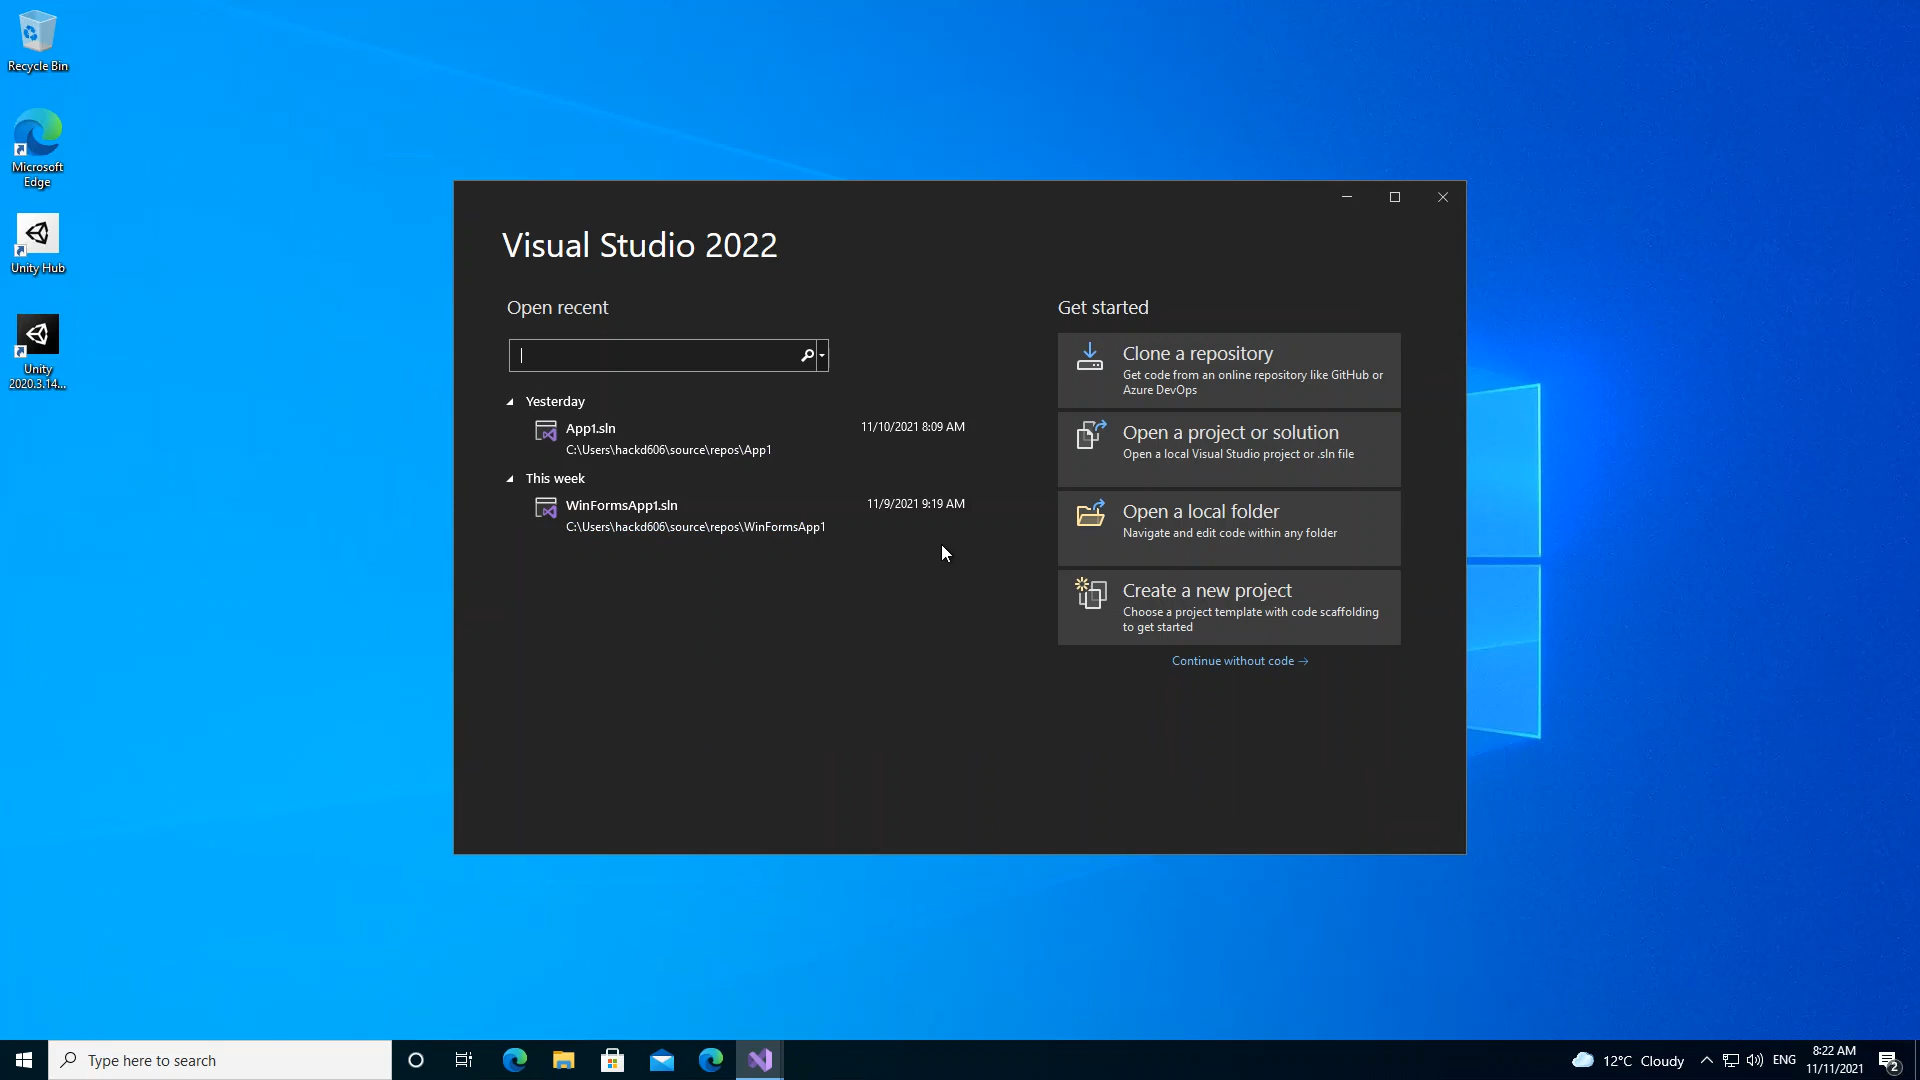 Recycle Bin
Microsoft
Edge
Unity Hub
Unity
2020.3.14...
Visual Studio 2022
Open recent
Yesterday
App1.sln
11/10/2021 8:09 AM
C:\Users\hackd606\source\repos\App1
This week
WinFormsApp1.sln
11/9/2021 9:19 AM
C:\Users\hackd606\source\repos\WinFormsApp1
Get started
Clone a repository
Get code from an online repository like GitHub or
Azure DevOps
Open a project or solution
Open a local Visual Studio project or .sln file
Open a local folder
Navigate and edit code within any folder
Create a new project
Choose a project template with code scaffolding
to get started
Continue without code →
Type here to search
12°C Cloudy
ENG
8:22 AM
11/11/2021
2